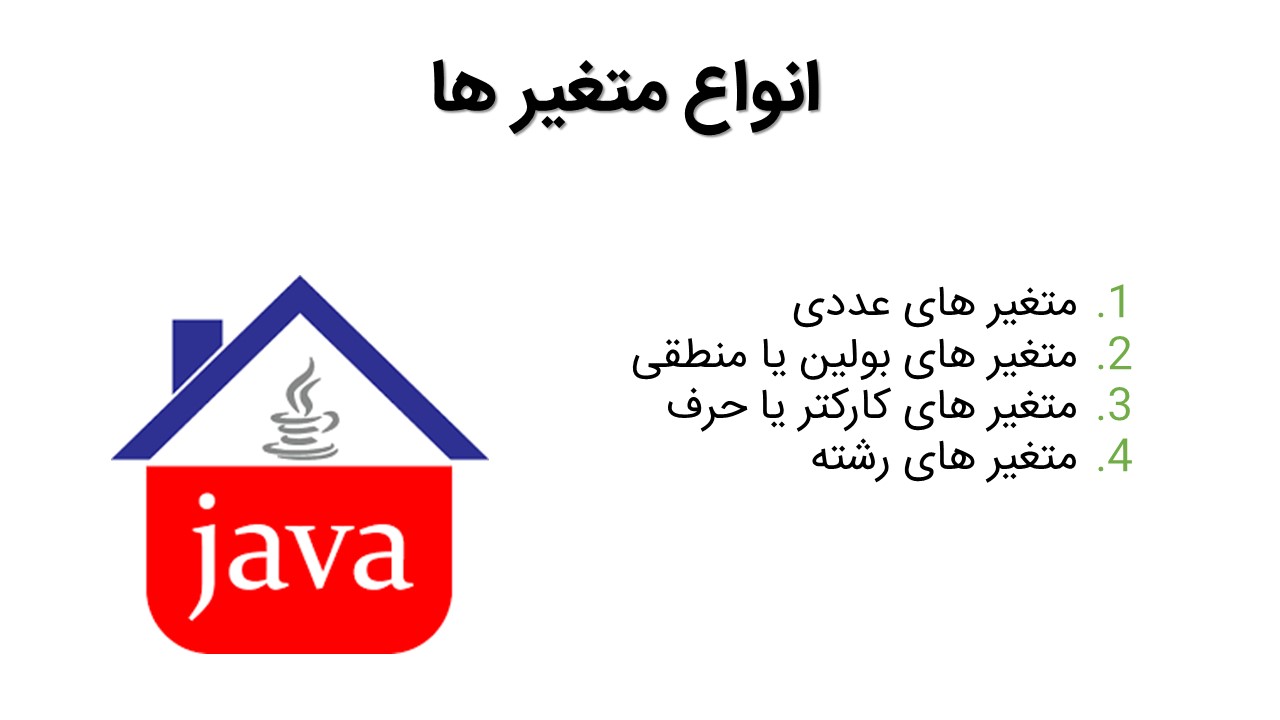 انواع متغیر ها
1. متغیر های عددی
2. متغیر های بولین یا منطقی
3. متغیر های کارکتر یا حرف
4. متغیر های رشته
java